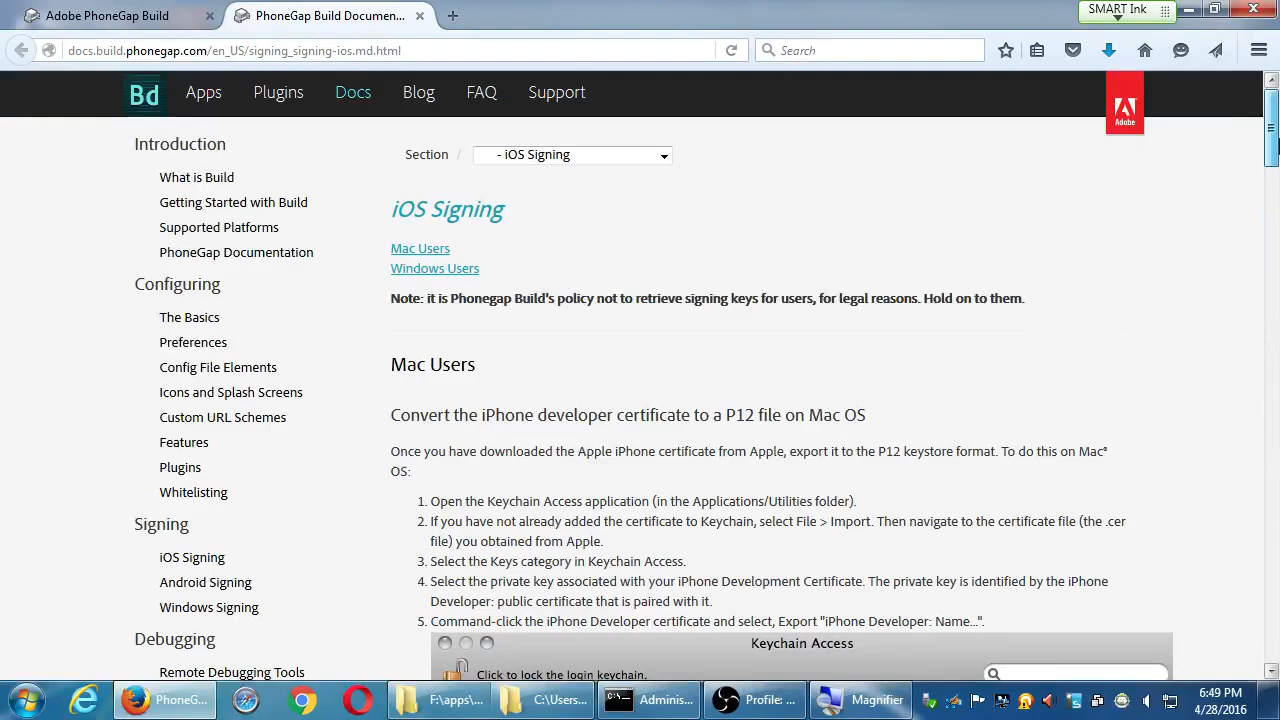 Adobe PhoneGap Build
PhoneGap Build Documen...
SMART Ink
docs.build.phonegap.com/en_US/signing_signing-ios.md.html
Search
Bd
Apps
Plugins
Docs
Blog
FAQ
Support
Adobe
Introduction
What is Build
Getting Started with Build
Supported Platforms
PhoneGap Documentation
Configuring
The Basics
Preferences
Config File Elements
Icons and Splash Screens
Custom URL Schemes
Features
Plugins
Whitelisting
Signing
iOS Signing
Android Signing
Windows Signing
Debugging
Remote Debugging Tools
Section / - iOS Signing
iOS Signing
Mac Users
Windows Users
Note: it is Phonegap Build's policy not to retrieve signing keys for users, for legal reasons. Hold on to them.
Mac Users
Convert the iPhone developer certificate to a P12 file on Mac OS
Once you have downloaded the Apple iPhone certificate from Apple, export it to the P12 keystore format. To do this on Mac®
OS:
1. Open the Keychain Access application (in the Applications/Utilities folder).
2. If you have not already added the certificate to Keychain, select File > Import. Then navigate to the certificate file (the .cer
file) you obtained from Apple.
3. Select the Keys category in Keychain Access.
4. Select the private key associated with your iPhone Development Certificate. The private key is identified by the iPhone
Developer: public certificate that is paired with it.
5. Command-click the iPhone Developer certificate and select, Export "iPhone Developer: Name...".
Keychain Access
Click to lock the login keychain.
PhoneG...
F:\apps\...
C:\Users...
Adminis...
Profile: ...
Magnifier
6:49 PM
4/28/2016